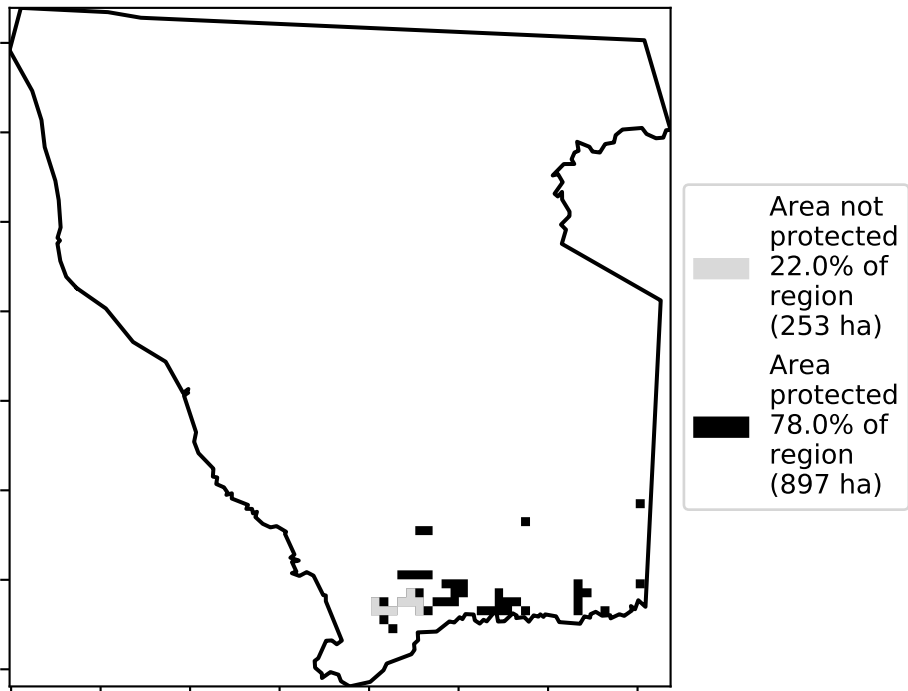 Area not
protected
22.0% of
region
(253 ha)
Area
protected
78.0% of
region
(897 ha)